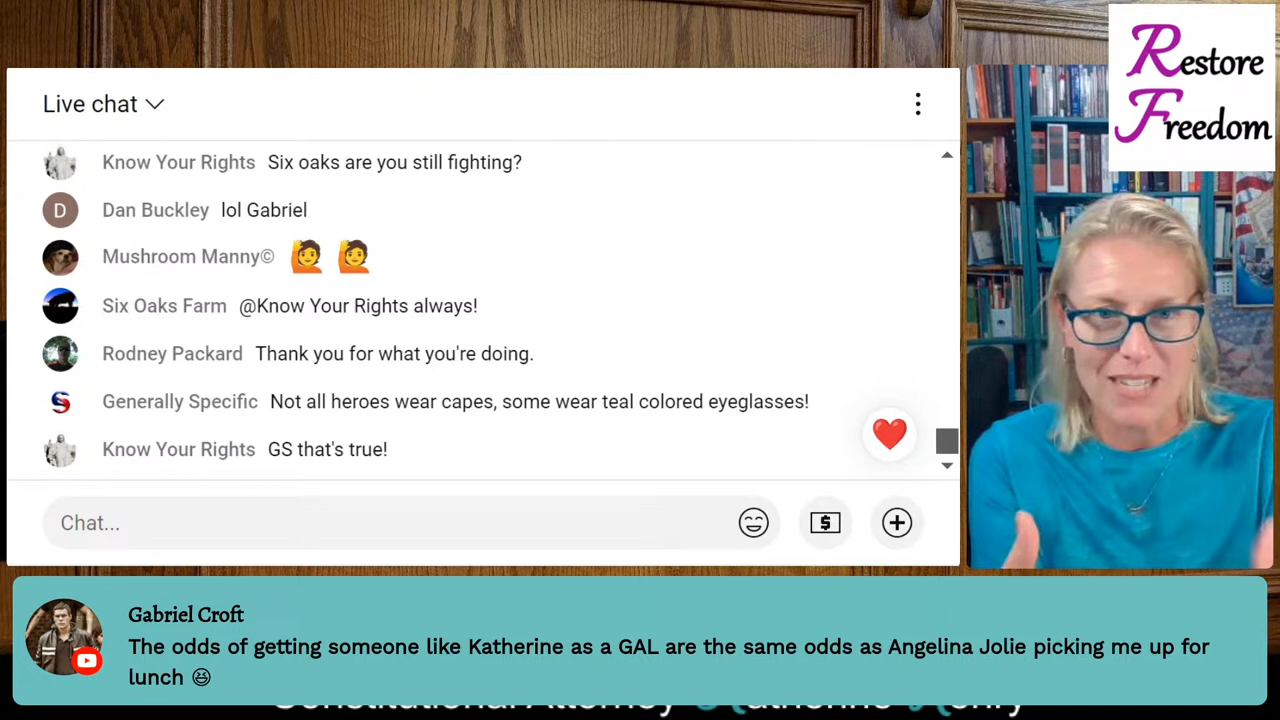 Restore
Freedom
Live chat
Know Your Rights Six oaks are you still fighting?
D Dan Buckley lol Gabriel
Mushroom Manny© 🙋 🙋
Six Oaks Farm @Know Your Rights always!
Rodney Packard Thank you for what you're doing.
Generally Specific Not all heroes wear capes, some wear teal colored eyeglasses!
Know Your Rights GS that's true!
Chat...
Gabriel Croft
The odds of getting someone like Katherine as a GAL are the same odds as Angelina Jolie picking me up for
lunch 😆
Constitutional Attorney Katherine Henry